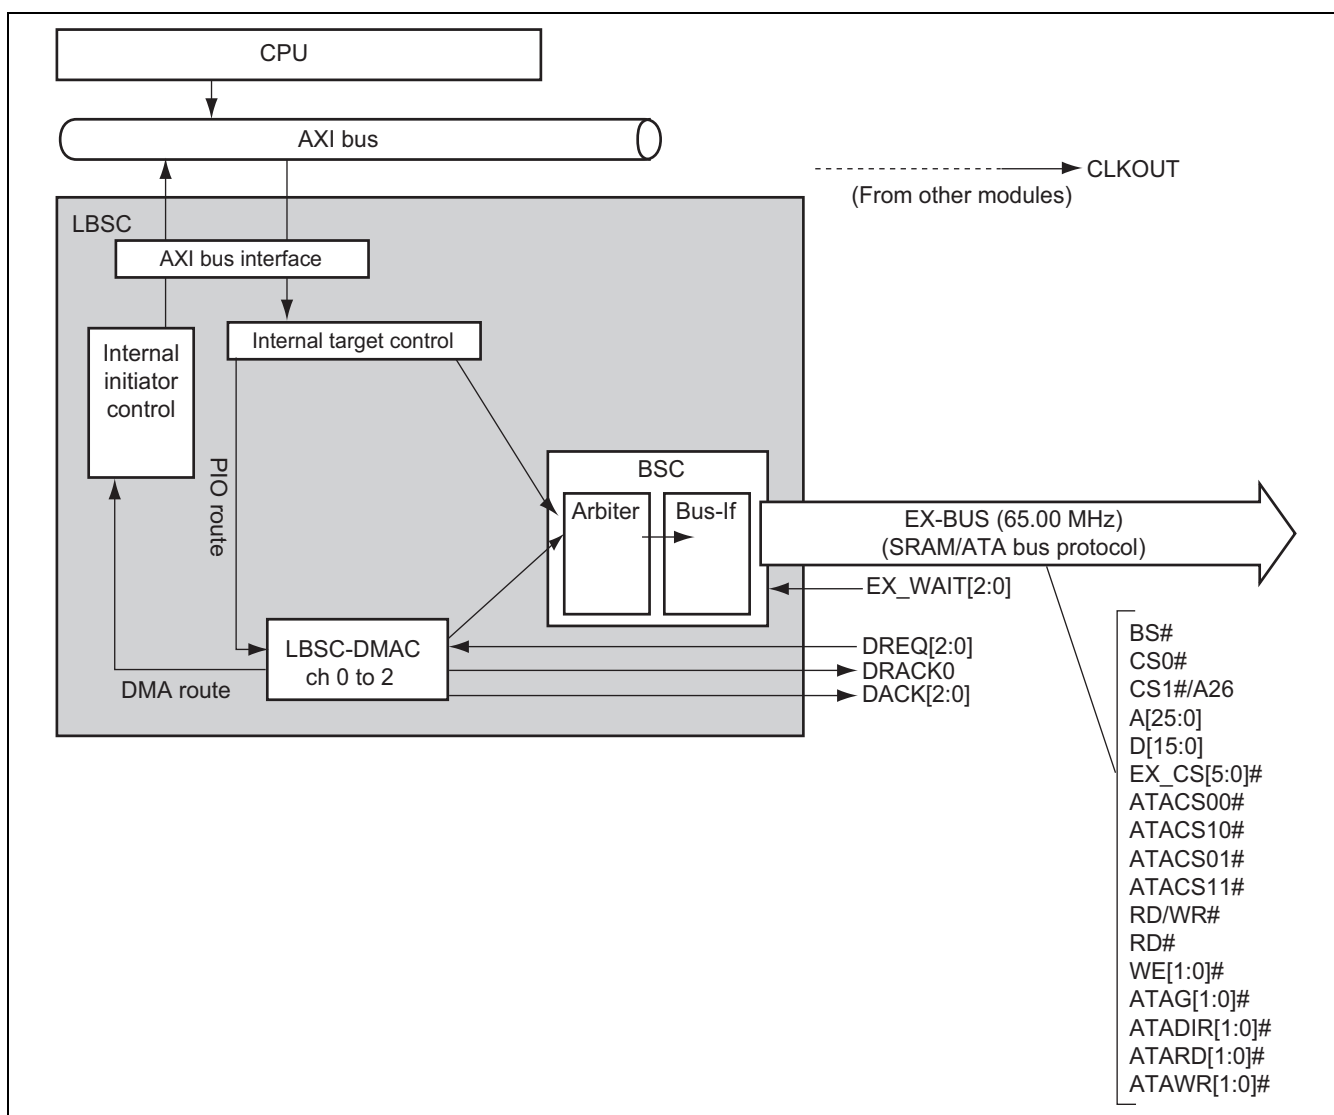 CPU
AXI bus
CLKOUT
(From other modules)
LBSC
AXI bus interface
Internal target control
Internal
initiator
control
PIO route
BSC
Arbiter
Bus-If
EX-BUS (65.00 MHz)
(SRAM/ATA bus protocol)
EX_WAIT[2:0]
LBSC-DMAC
ch 0 to 2
DMA route
DREQ[2:0]
DRACK0
DACK[2:0]
BS#
CS0#
CS1#/A26
A[25:0]
D[15:0]
EX_CS[5:0]#
ATACS00#
ATACS10#
ATACS01#
ATACS11#
RD/WR#
RD#
WE[1:0]#
ATAG[1:0]#
ATADIR[1:0]#
ATARD[1:0]#
ATAWR[1:0]#